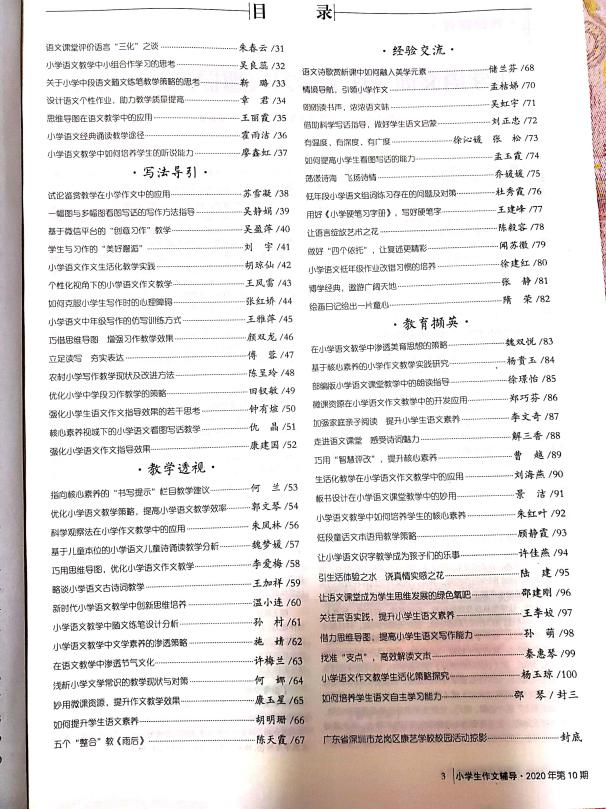 目 录
语文课堂评价语言“三化”之谈 朱春云 /31
小学语文教学中小组合作学习的思考 吴良蕊 /32
关于小学中段语文随文练笔教学策略的思考 靳 璐 /33
设计语文个性作业，助力教学质量提高 章 君 /34
思维导图在语文教学中的应用 王丽霞 /35
小学语文经典诵读教学途径 霍雨洁 /36
小学语文教学中如何培养学生的听说能力 廖鑫虹 /37
·写法导引·
试论鉴赏教学在小学作文中的应用 苏雪凝 /38
一幅图与多幅图看图写话的写作方法指导 吴静娟 /39
基于微信平台的“创意习作”教学 吴盈萍 /40
学生与习作的“美好邂逅” 刘 宇 /41
小学语文作文生活化教学实践 胡琼仙 /42
个性化视角下的小学语文作文教学 王凤雷 /43
如何克服小学生写作时的心理障碍 张红娇 /44
小学语文中年级写作的仿写训练方式 王雅萍 /45
巧借思维导图 增强习作教学效果 颜双龙 /46
立足读写 夯实表达 傅 蓉 /47
农村小学写作教学现状及改进方法 陈呈玲 /48
优化小学中学段习作教学的策略 田钗敏 /49
强化小学生语文作文指导效果的若干思考 钟有煊 /50
核心素养视域下的小学语文看图写话教学 仇 晶 /51
强化小学语文作文指导效果 康建国 /52
·教学透视·
指向核心素养的“书写提示”栏目教学建议 何 兰 /53
优化小学语文教学策略，提高小学语文教学效率 郭文琴 /54
科学观察法在小学作文教学中的应用 朱凤林 /56
基于儿童本位的小学语文儿童诗诵读教学分析 魏梦媛 /57
巧用思维导图，优化小学语文作文教学 李爱梅 /58
略谈小学语文古诗词教学 王加祥 /59
新时代小学语文教学中创新思维培养 温小连 /60
小学语文教学中随文练笔设计分析 孙 村 /61
小学语文教学中文学素养的渗透策略 施 婧 /62
在语文教学中渗透节气文化 许梅兰 /63
浅析小学文学常识的教学现状与对策 何 娜 /64
妙用微课资源，提升作文教学效果 康玉星 /65
如何提升学生语文素养 胡明珊 /66
五个“整合”教《雨后》 陈天霞 /67
·经验交流·
语文诗歌赏析课中如何融入美学元素 储兰芬 /68
情境导航，引领小学作文 孟桔娣 /70
朗朗读书声，浓浓语文味 吴虹宇 /71
借助科学写话指导，做好学生语文启蒙 刘正忠 /72
有温度，有深度，有广度 徐沁媛 张 松 /73
如何提高小学生看图写话的能力 孟玉霞 /74
荡漾诗海 飞扬诗情 乔媛媛 /75
低年段小学语文组词练习存在的问题及对策 杜秀霞 /76
用好《小学硬笔习字册》，写好硬笔字 王建峰 /77
让语言绽放艺术之花 陈毅容 /78
做好“四个依托”，让复述更精彩 闻苏徽 /79
小学语文低年级作业改错习惯的培养 徐建红 /80
博学经典，遨游广阔天地 张 静 /81
绘画日记绘出一片童心 隋 荣 /82
·教育撷英·
在小学语文教学中渗透美育思想的策略 魏双悦 /83
基于核心素养的小学作文教学实践研究 杨贵玉 /84
部编版小学语文课堂教学中的朗读指导 徐璟怡 /85
微课资源在小学语文作文教学中的开发应用 郑巧芬 /86
加强家庭亲子阅读 提升小学生语文素养 李文奇 /87
走进语文课堂 感受诗词魅力 解三香 /88
巧用“智慧评改”，提升核心素养 曹 越 /89
生活化教学在小学语文作文教学中的应用 刘海燕 /90
板书设计在小学语文课堂教学中的妙用 景 洁 /91
小学语文教学中如何培养学生的核心素养 朱红叶 /92
低段童话文本语用教学策略 顾静霞 /93
让小学语文识字教学成为孩子们的乐事 许佳燕 /94
引生活体验之水 浇真情实感之花 陆 建 /95
让语文课堂成为学生思维发展的绿色氧吧 邵建刚 /96
关注言语实践，提升小学生语文素养 王季姣 /97
借力思维导图，提高小学生语文写作能力 孙 萌 /98
找准“支点”，高效解读文本 秦惠琴 /99
小学语文作文教学生活化策略探究 杨玉琼 /100
如何培养学生语文自主学习能力 邵 琴 / 封三
广东省深圳市龙岗区康艺学校校园活动掠影 封底
3 小学生作文辅导·2020 年第 10 期